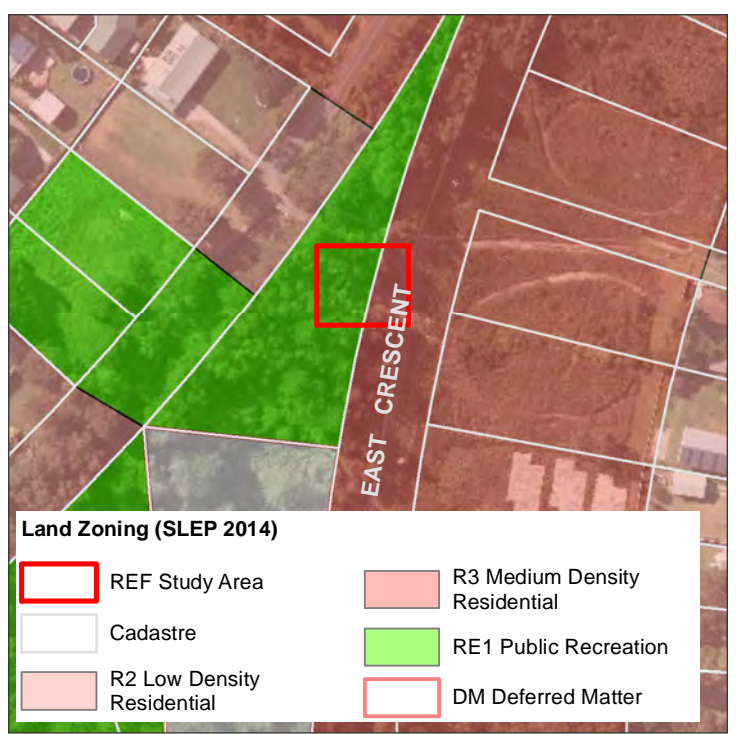 EAST CRESCENT
Land Zoning (SLEP 2014)
REF Study Area
Cadastre
R2 Low Density
Residential
R3 Medium Density
Residential
RE1 Public Recreation
DM Deferred Matter